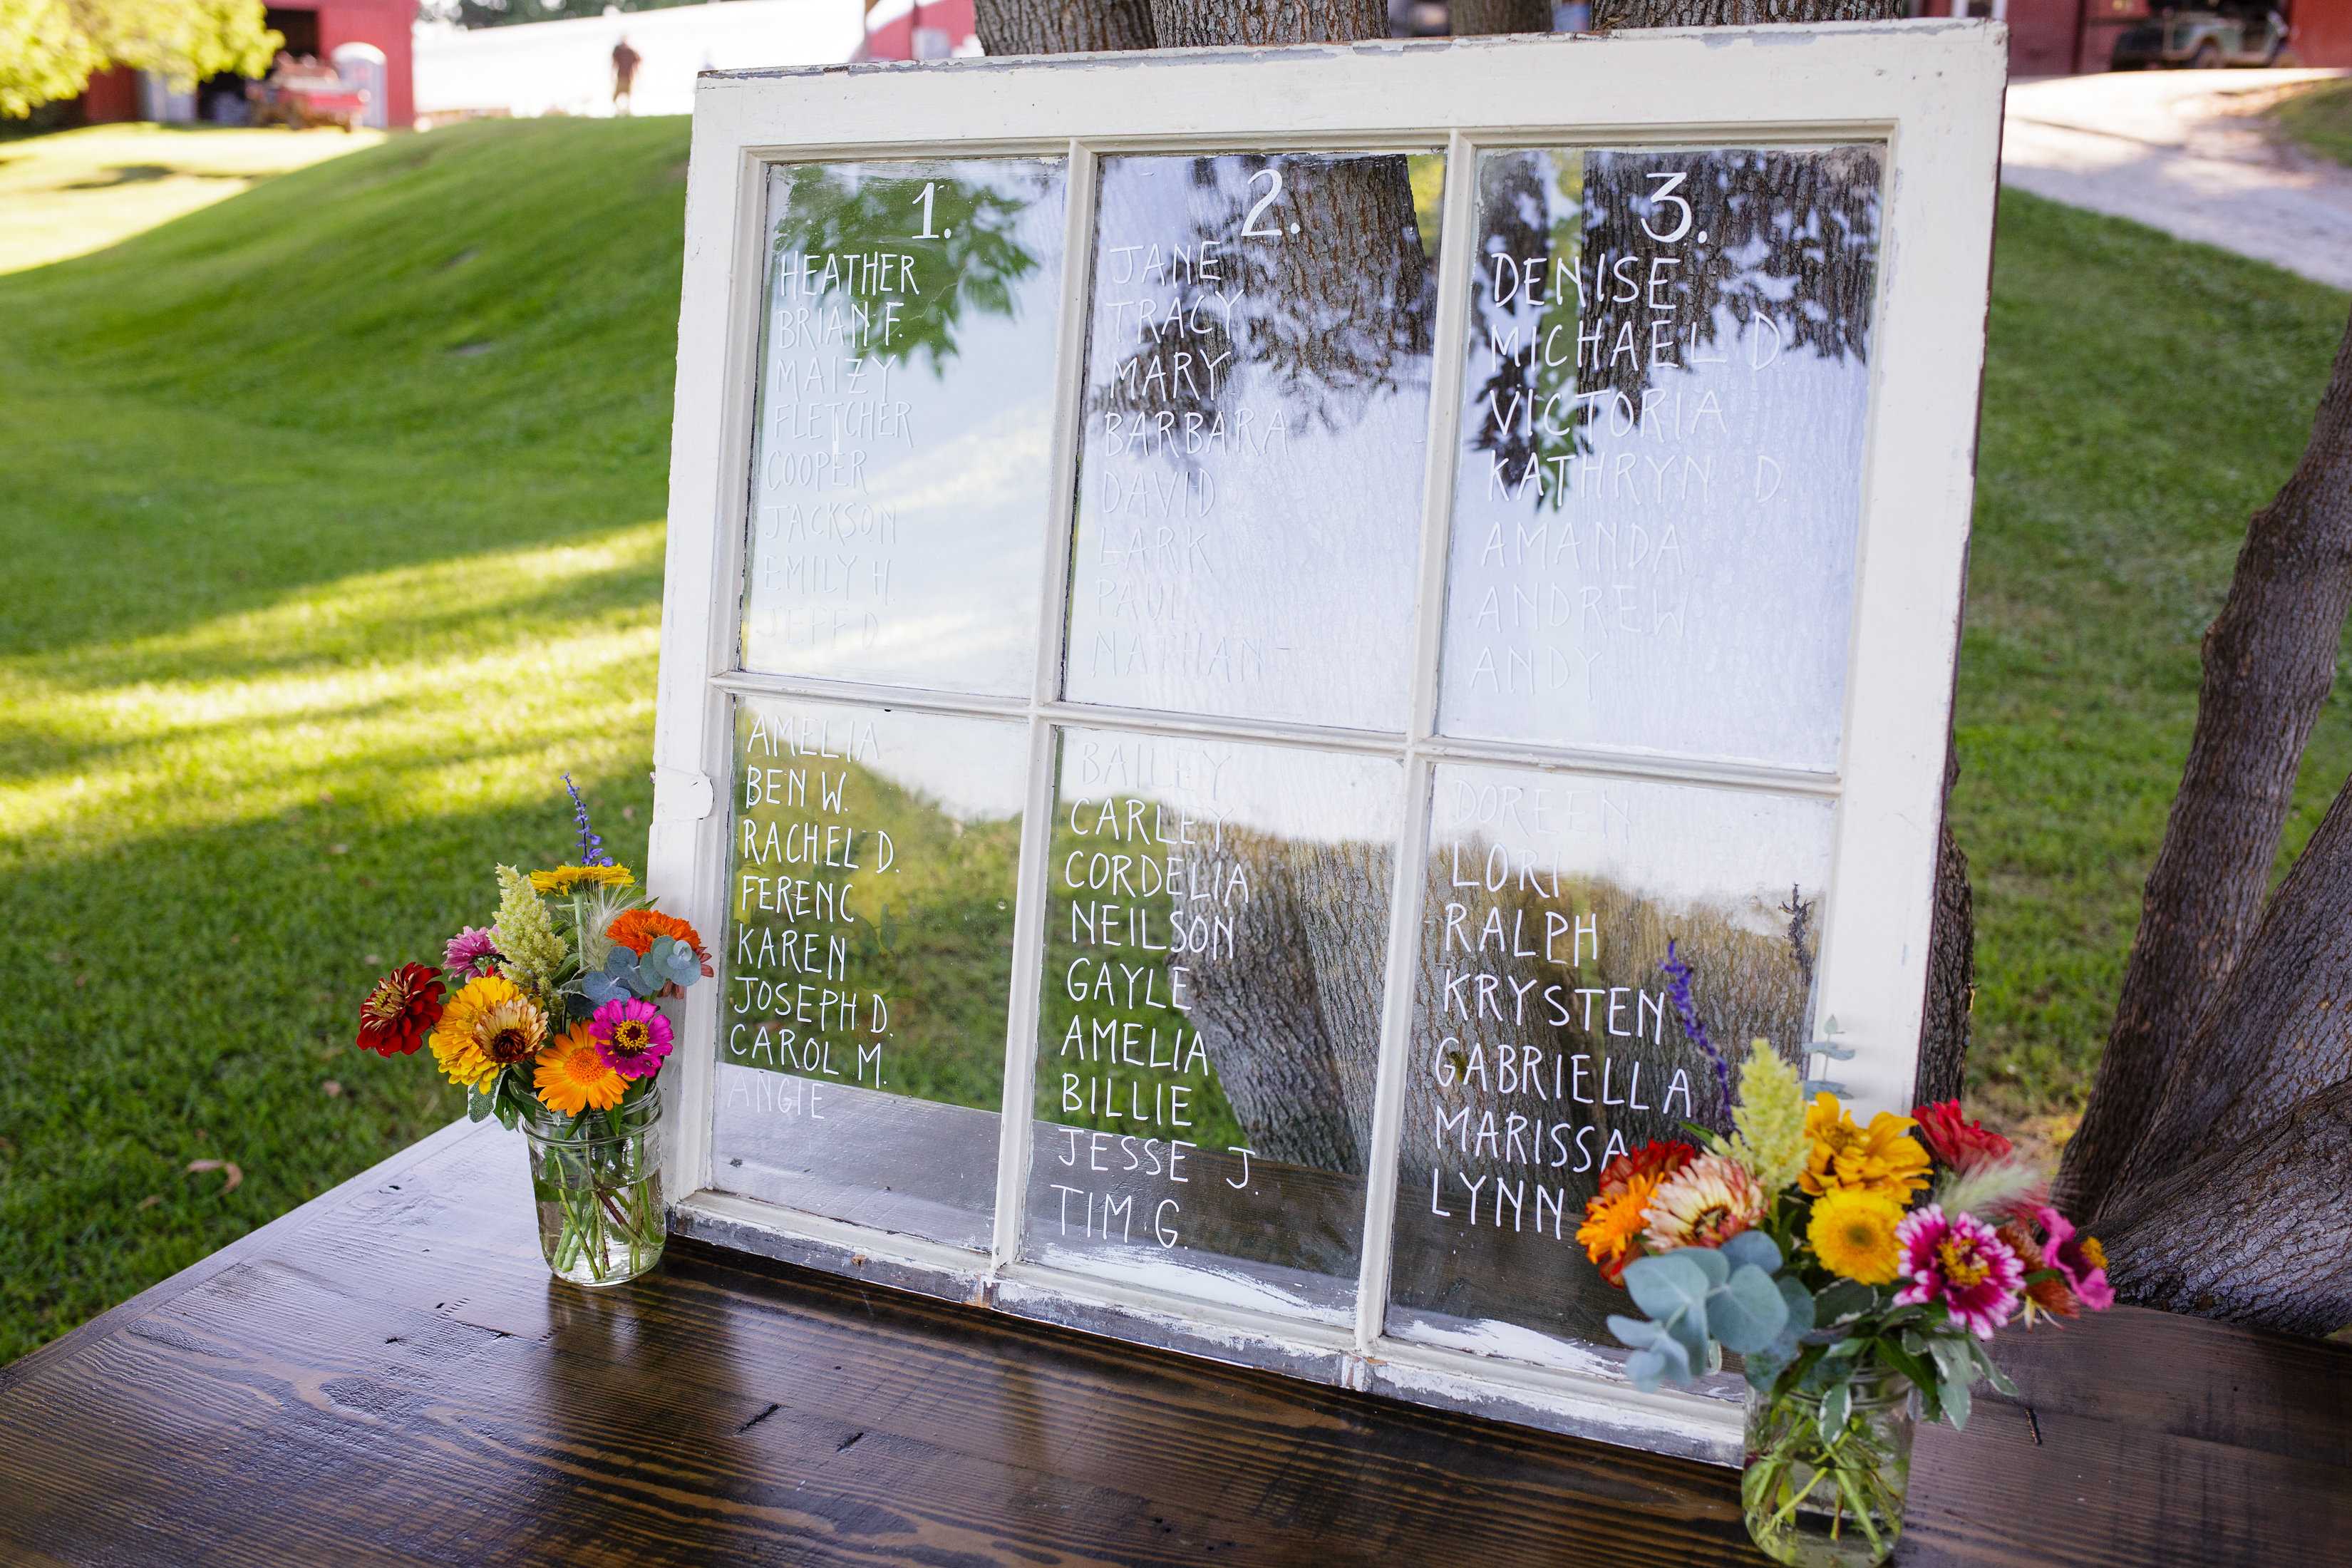 1.
HEATHER
BRIAN F.
MAIZY
FLETCHER
COOPER
JACKSON
EMILY H.
JEFF D.
AMELIA
BEN W.
RACHEL D.
FERENC
KAREN
JOSEPH D.
CAROL M.
ANGIE
2.
JANE
TRACY
MARY
BARBARA
DAVID
LARK
PAUL
NATHAN
BAILEY
CARLEY
CORDELIA
NEILSON
GAYLE
AMELIA
BILLIE
JESSE J.
TIM G.
3.
DENISE
MICHAEL D.
VICTORIA
KATHRYN D.
AMANDA
ANDREW
ANDY
DOREEN
LORI
RALPH
KRYSTEN
GABRIELLA
MARISSA
LYNN